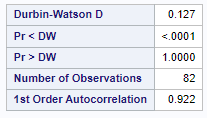 Durbin-Watson D 0.127
Pr < DW <.0001
Pr > DW 1.0000
Number of Observations 82
1st Order Autocorrelation 0.922